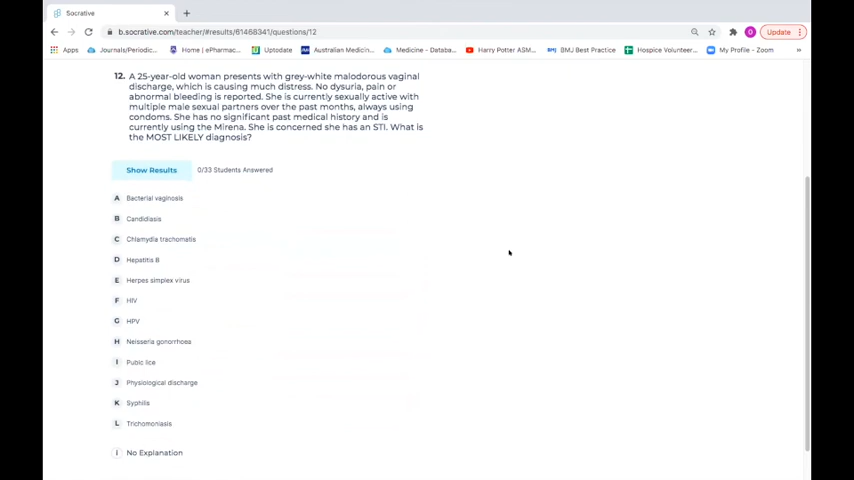 Socrative
b.socrative.com/teacher/#results/61468341/questions/12
Update
Apps
Journals/Periodic...
Home | ePharmac...
Uptodate
Australian Medicin...
Medicine - Databa...
Harry Potter ASM...
BMJ Best Practice
Hospice Volunteer...
My Profile - Zoom
»
12. A 25-year-old woman presents with grey-white malodorous vaginal
discharge, which is causing much distress. No dysuria, pain or
abnormal bleeding is reported. She is currently sexually active with
multiple male sexual partners over the past months, always using
condoms. She has no significant past medical history and is
currently using the Mirena. She is concerned she has an STI. What is
the MOST LIKELY diagnosis?
Show Results
0/33 Students Answered
A Bacterial vaginosis
B Candidiasis
C Chlamydia trachomatis
D Hepatitis B
E Herpes simplex virus
F HIV
G HPV
H Neisseria gonorrhoea
I Pubic lice
J Physiological discharge
K Syphilis
L Trichomoniasis
i No Explanation